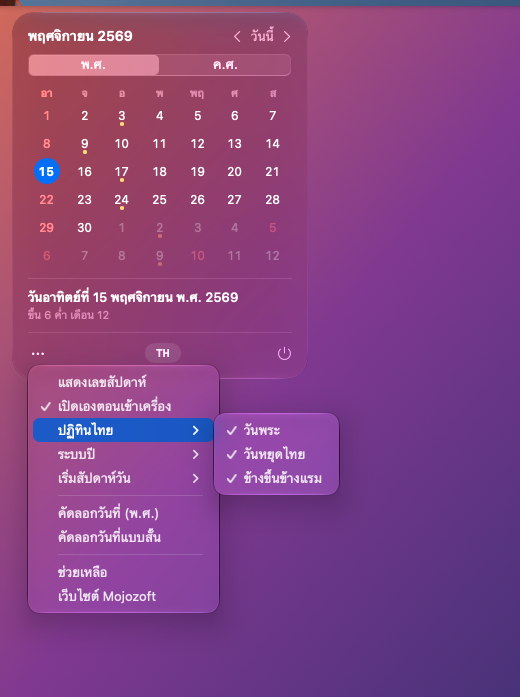 พฤศจิกายน 2569 วันนี้
พ.ศ. ค.ศ.
อา จ อ พ พฤ ศ ส
1 2 3 4 5 6 7
8 9 10 11 12 13 14
15 16 17 18 19 20 21
22 23 24 25 26 27 28
29 30 1 2 3 4 5
6 7 8 9 10 11 12
วันอาทิตย์ที่ 15 พฤศจิกายน พ.ศ. 2569
ขึ้น 6 ค่ำ เดือน 12
... TH
แสดงเลขสัปดาห์
เปิดเองตอนเข้าเครื่อง
ปฏิทินไทย
วันพระ
วันหยุดไทย
ข้างขึ้นข้างแรม
ระบบปี
เริ่มสัปดาห์วัน
คัดลอกวันที่ (พ.ศ.)
คัดลอกวันที่แบบสั้น
ช่วยเหลือ
เว็บไซต์ Mojozoft